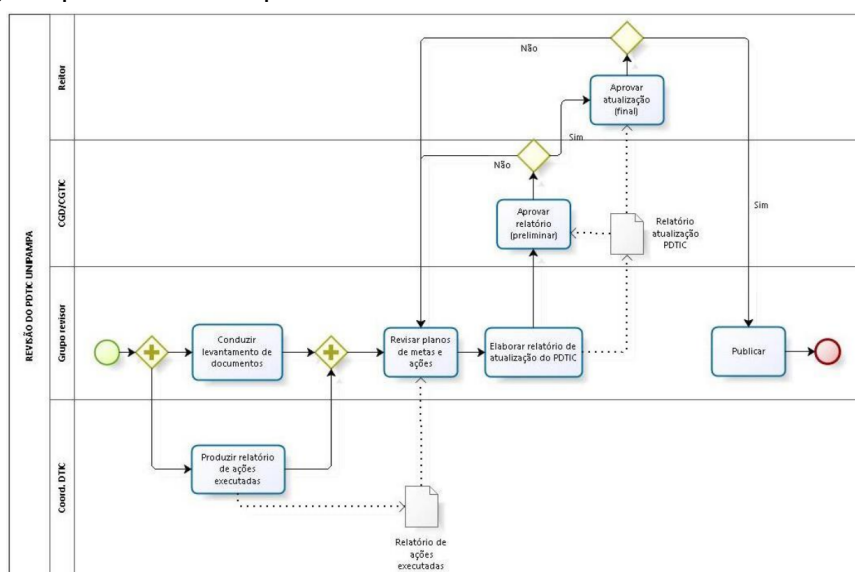 REVISÃO DO PDTIC UNIPAMPA
Reitor
Não
Aprovar
atualização
(final)
Sim
CGD/CGTIC
Não
Aprovar
relatório
(preliminar)
Relatório
atualização
PDTIC
Sim
Grupo revisor
Conduzir
levantamento de
documentos
Revisar planos
de metas e
ações
Elaborar relatório de
atualização do PDTIC
Publicar
Coord. DTIC
Produzir relatório
de ações
executadas
Relatório de
ações
executadas